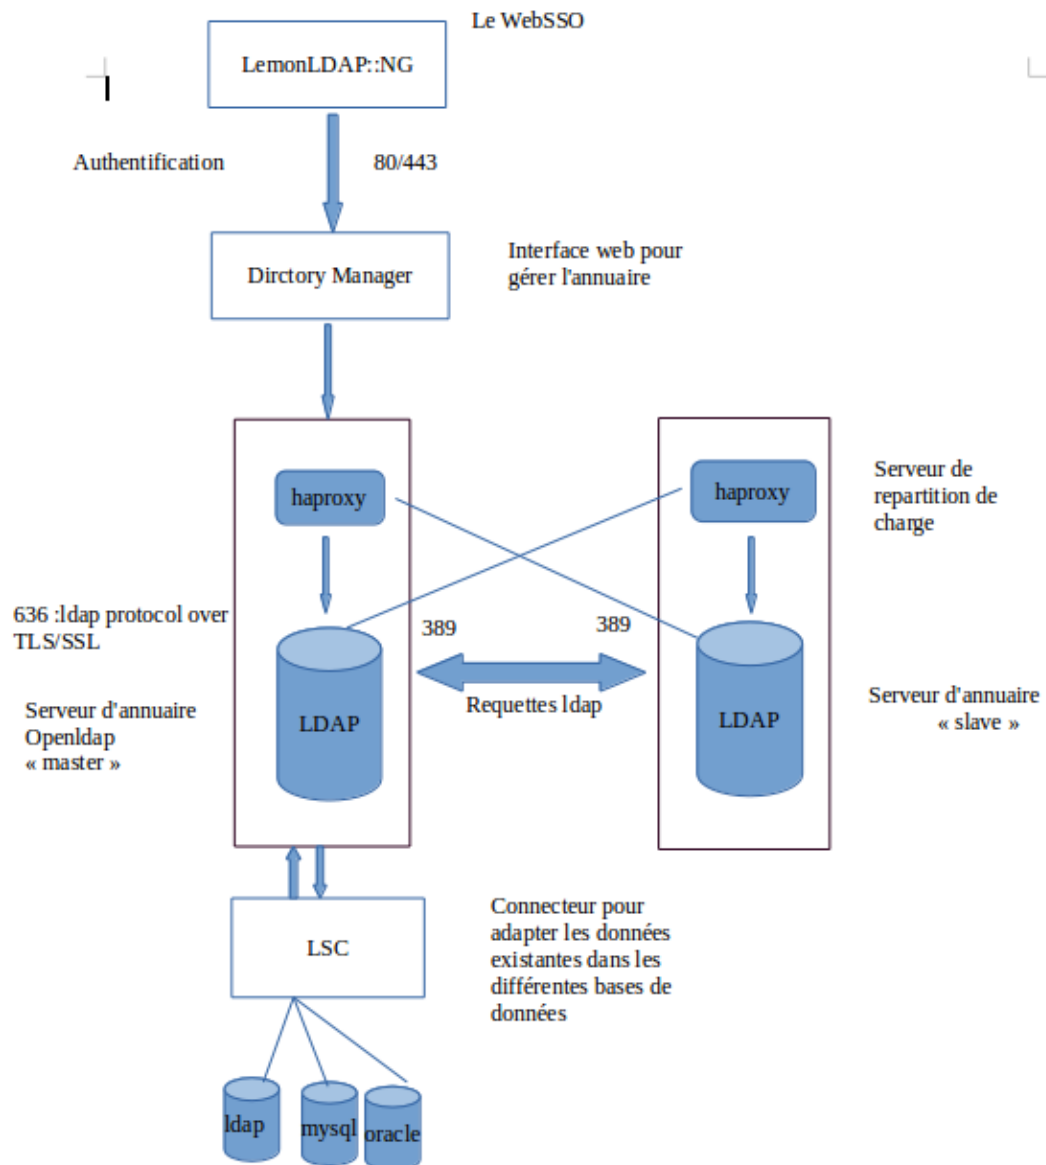 Le WebSSO
LemonLDAP::NG
Authentification
80/443
Dirctory Manager
Interface web pour
gérer l'annuaire
haproxy
haproxy
Serveur de
repartition de
charge
636 :ldap protocol over
TLS/SSL
389
389
Requettes ldap
LDAP
LDAP
Serveur d'annuaire
Openldap
« master »
Serveur d'annuaire
« slave »
LSC
Connecteur pour
adapter les données
existantes dans les
différentes bases de
données
ldap
mysql
oracle